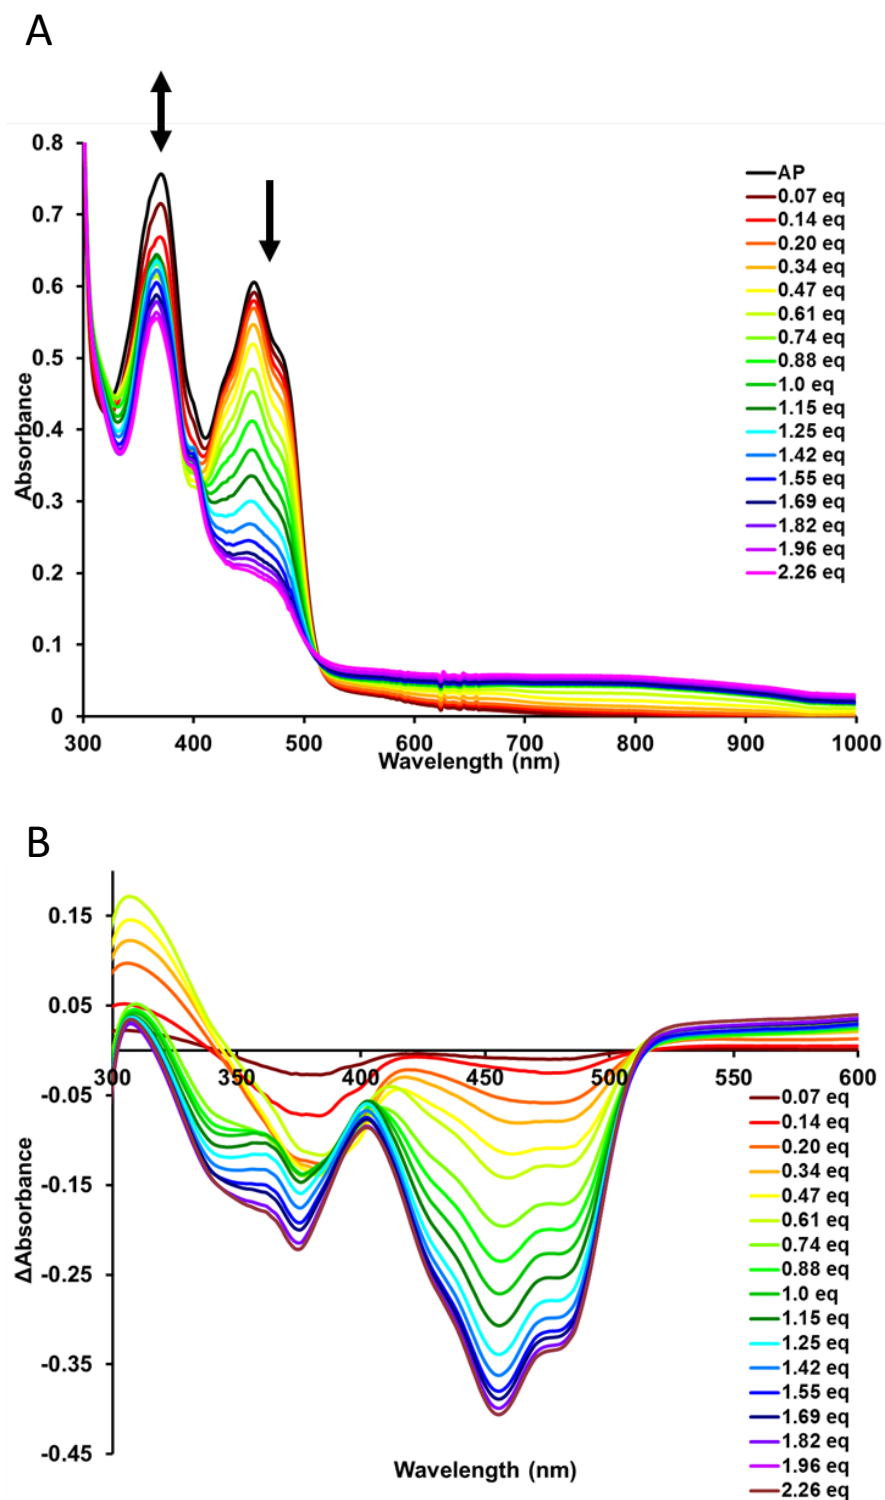 A
0.8
0.7
0.6
0.5
0.4
0.3
0.2
0.1
0
Absorbance
300 400 500 600 700 800 900 1000
Wavelength (nm)
AP
0.07 eq
0.14 eq
0.20 eq
0.34 eq
0.47 eq
0.61 eq
0.74 eq
0.88 eq
1.0 eq
1.15 eq
1.25 eq
1.42 eq
1.55 eq
1.69 eq
1.82 eq
1.96 eq
2.26 eq
B
0.15
0.05
-0.05
-0.15
-0.25
-0.35
-0.45
ΔAbsorbance
300 350 400 450 500 550 600
Wavelength (nm)
0.07 eq
0.14 eq
0.20 eq
0.34 eq
0.47 eq
0.61 eq
0.74 eq
0.88 eq
1.0 eq
1.15 eq
1.25 eq
1.42 eq
1.55 eq
1.69 eq
1.82 eq
1.96 eq
2.26 eq